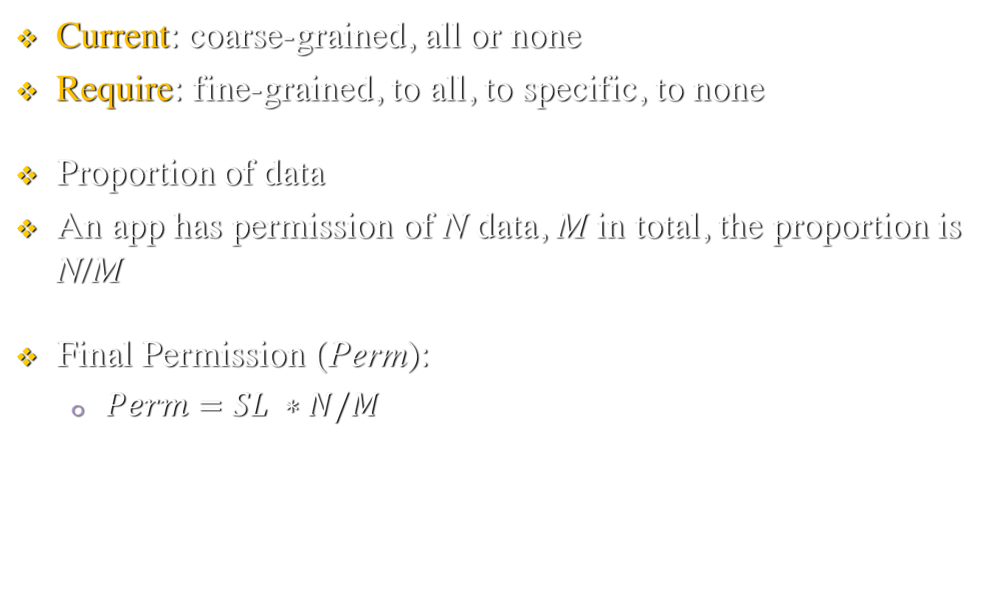 Current: coarse-grained, all or none
Require: fine-grained, to all, to specific, to none
Proportion of data
An app has permission of N data, M in total, the proportion is
N/M
Final Permission (Perm):
Perm = SL * N/M